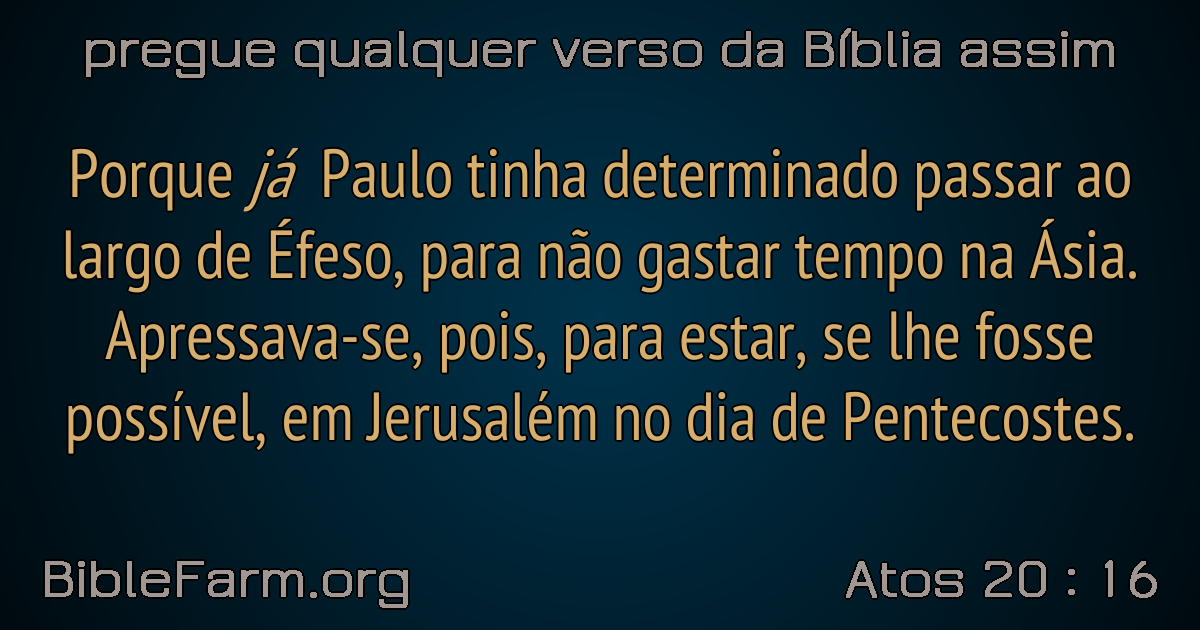 pregue qualquer verso da Bíblia assim
Porque já Paulo tinha determinado passar ao
largo de Éfeso, para não gastar tempo na Ásia.
Apressava-se, pois, para estar, se lhe fosse
possível, em Jerusalém no dia de Pentecostes.
BibleFarm.org
Atos 20 : 16